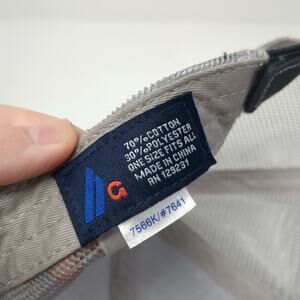 70% COTTON
30% POLYESTER
ONE SIZE FITS ALL
MADE IN CHINA
RN 129231
G
7566K/#7641